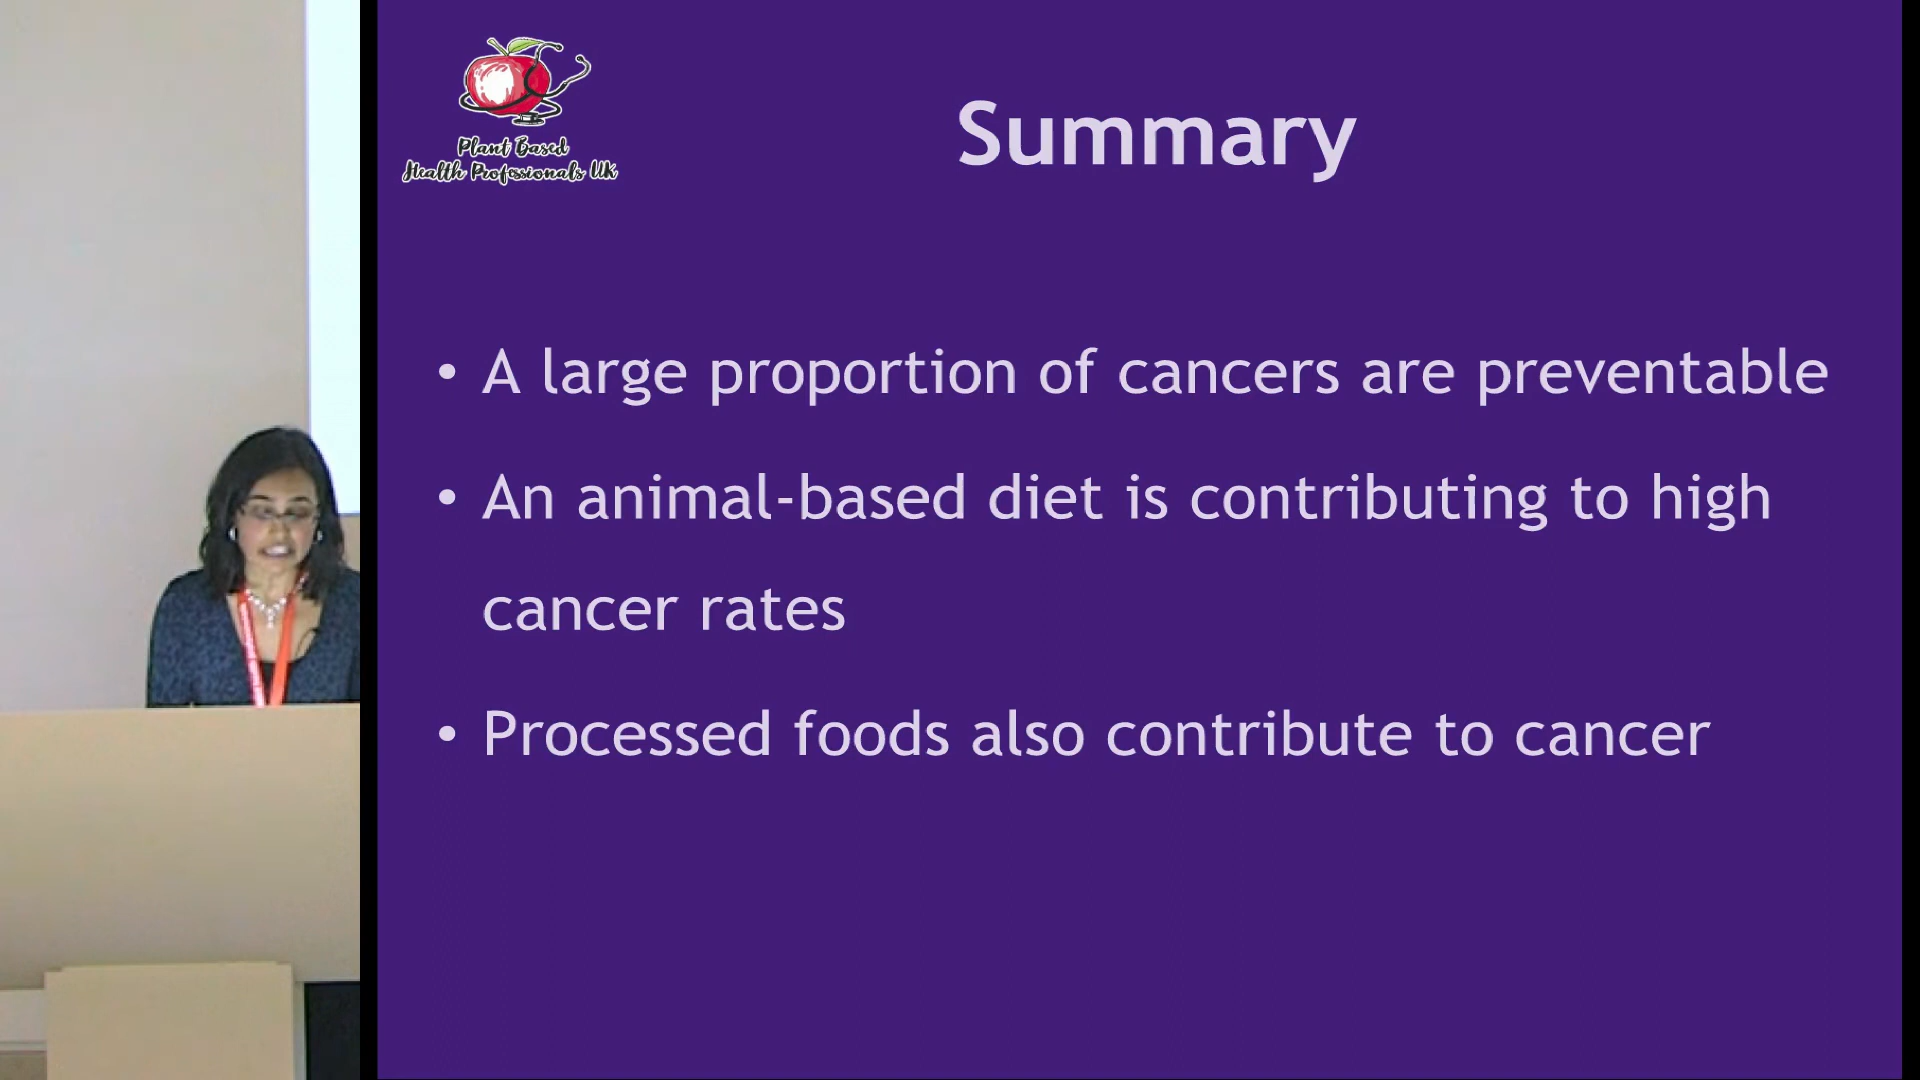 Plant Based
Health Professionals UK
Summary
• A large proportion of cancers are preventable
• An animal-based diet is contributing to high
cancer rates
• Processed foods also contribute to cancer